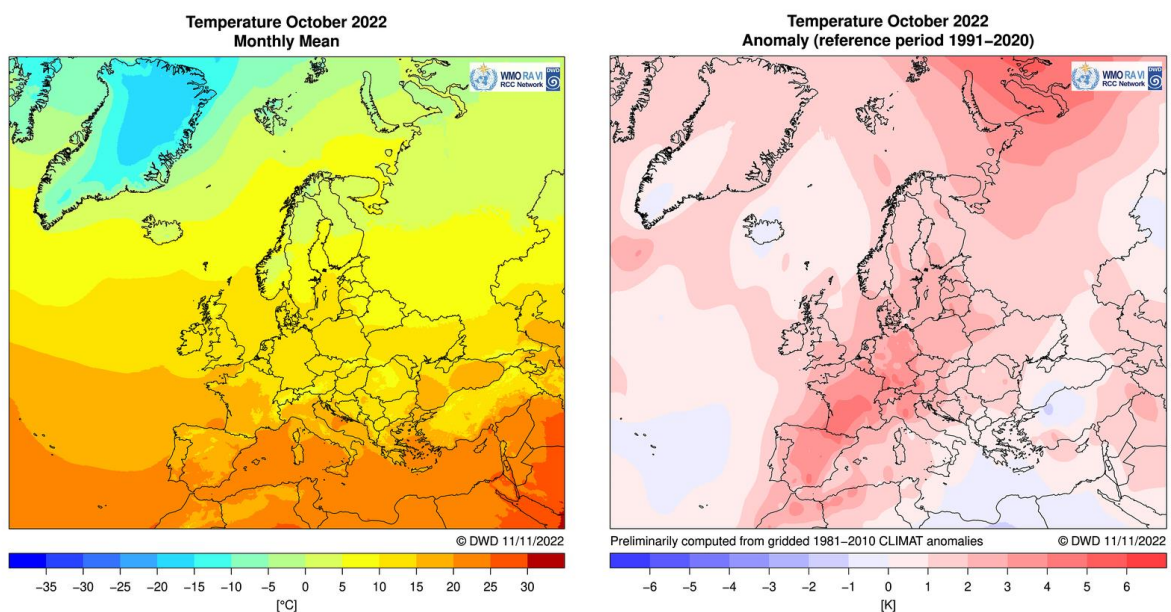 Temperature October 2022
Monthly Mean
WMO RA VI
RCC Network
DWD
© DWD 11/11/2022
−35 −30 −25 −20 −15 −10 −5 0 5 10 15 20 25 30
[°C]
Temperature October 2022
Anomaly (reference period 1991−2020)
WMO RA VI
RCC Network
DWD
Preliminarily computed from gridded 1981−2010 CLIMAT anomalies
© DWD 11/11/2022
−6 −5 −4 −3 −2 −1 0 1 2 3 4 5 6
[K]